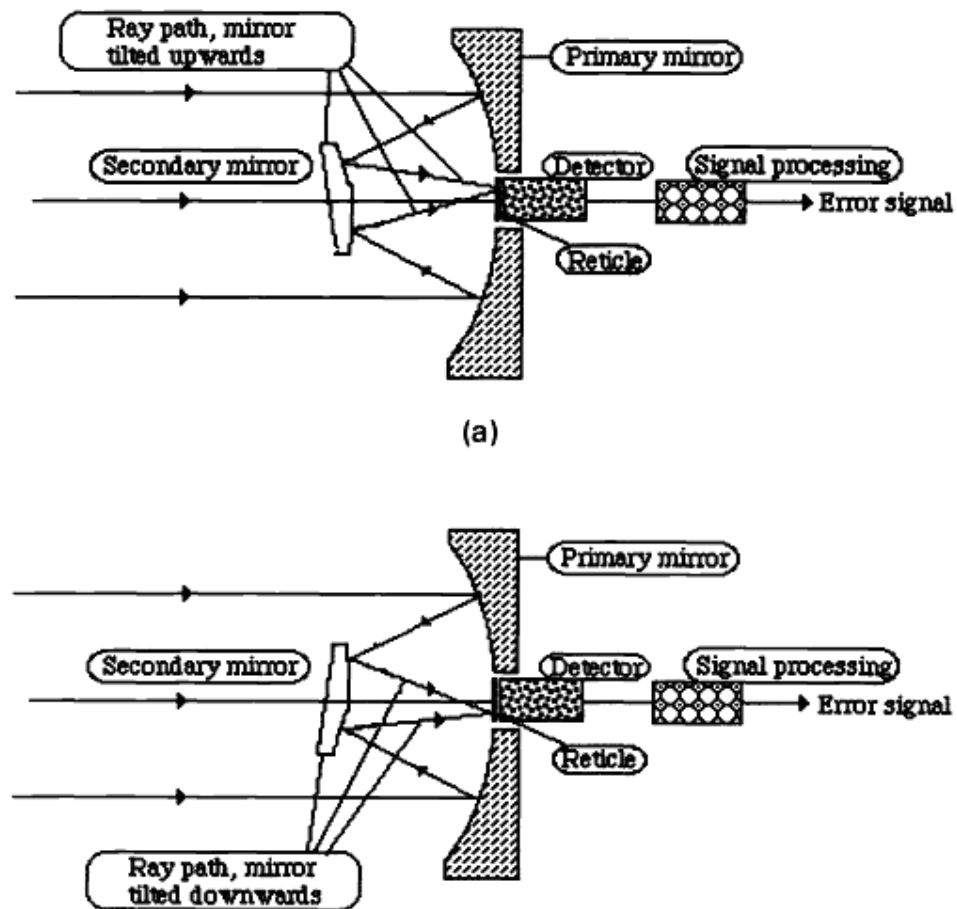 Ray path, mirror
tilted upwards
Primary mirror
Secondary mirror
Detector
Signal processing
Error signal
Reticle
(a)
Primary mirror
Secondary mirror
Detector
Signal processing
Error signal
Reticle
Ray path, mirror
tilted downwards